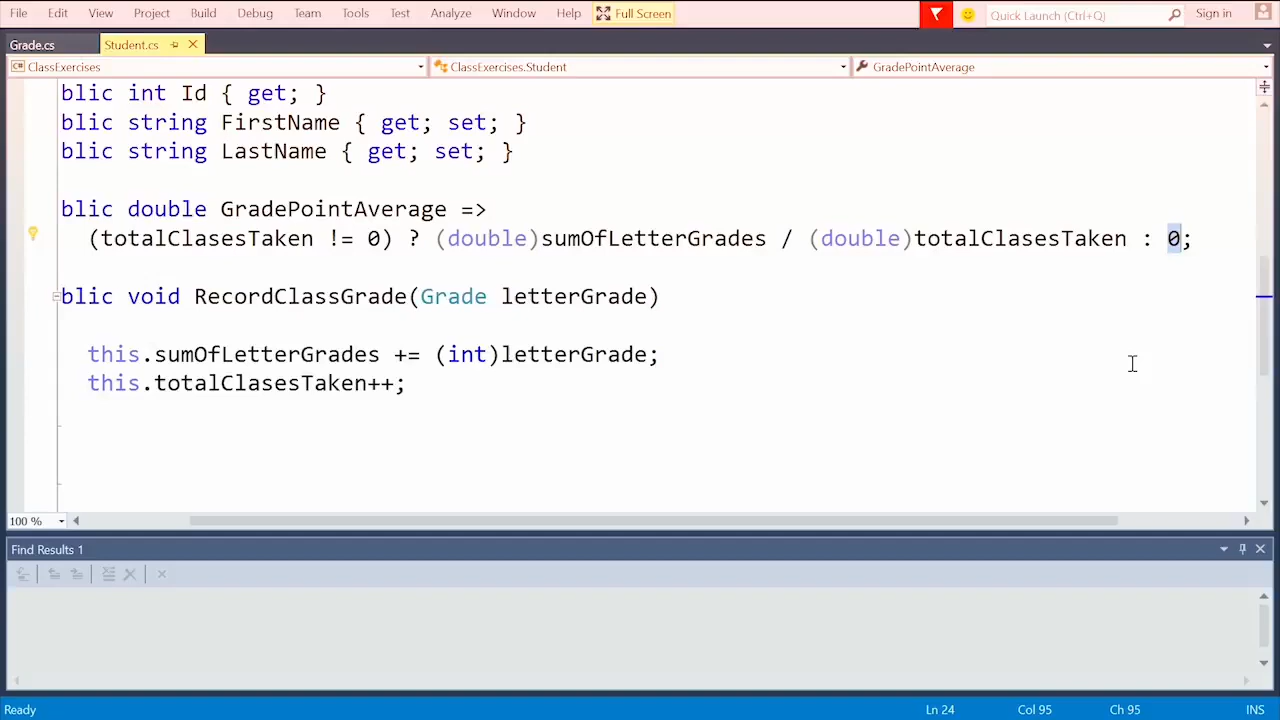 File Edit View Project Build Debug Team Tools Test Analyze Window Help Full Screen Quick Launch (Ctrl+Q) Sign in
Grade.cs Student.cs
C# ClassExercises ClassExercises.Student GradePointAverage
blic int Id { get; }
blic string FirstName { get; set; }
blic string LastName { get; set; }
blic double GradePointAverage =>
(totalClasesTaken != 0) ? (double)sumOfLetterGrades / (double)totalClasesTaken : 0;
blic void RecordClassGrade(Grade letterGrade)
this.sumOfLetterGrades += (int)letterGrade;
this.totalClasesTaken++;
100 %
Find Results 1
Ready Ln 24 Col 95 Ch 95 INS